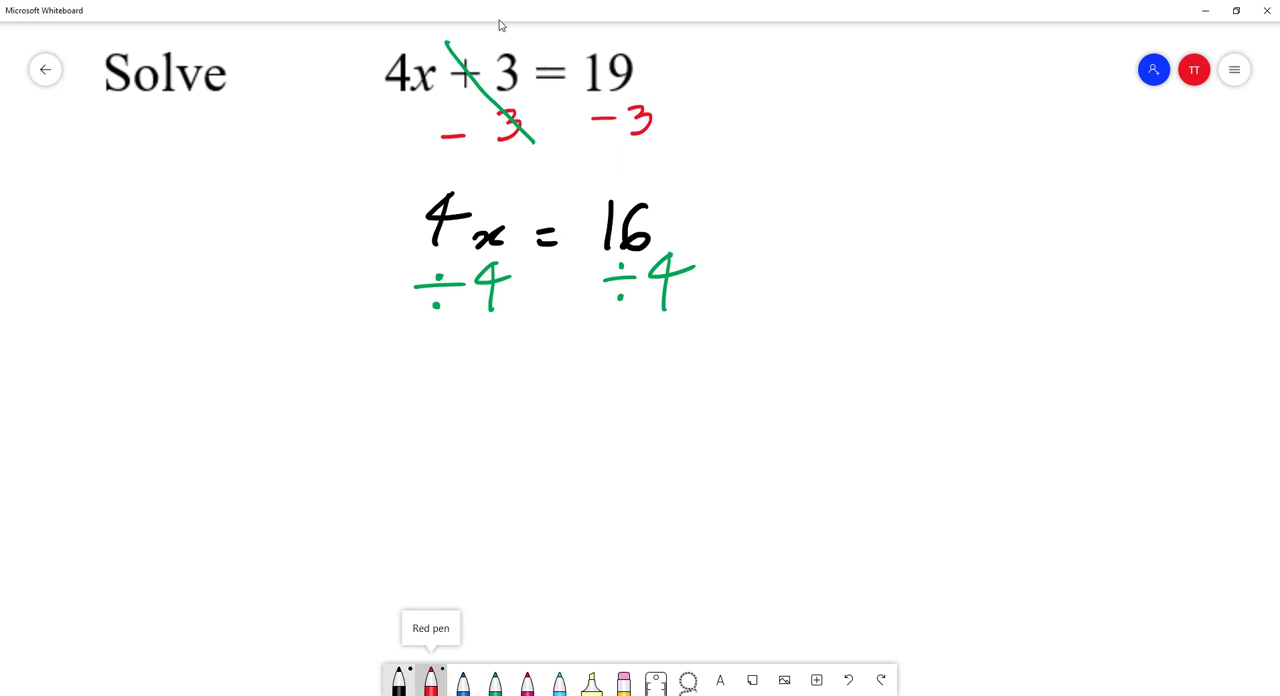 Microsoft Whiteboard
TT
Solve 4x + 3 = 19
- 3 - 3
4x = 16
÷4 ÷4
Red pen
A